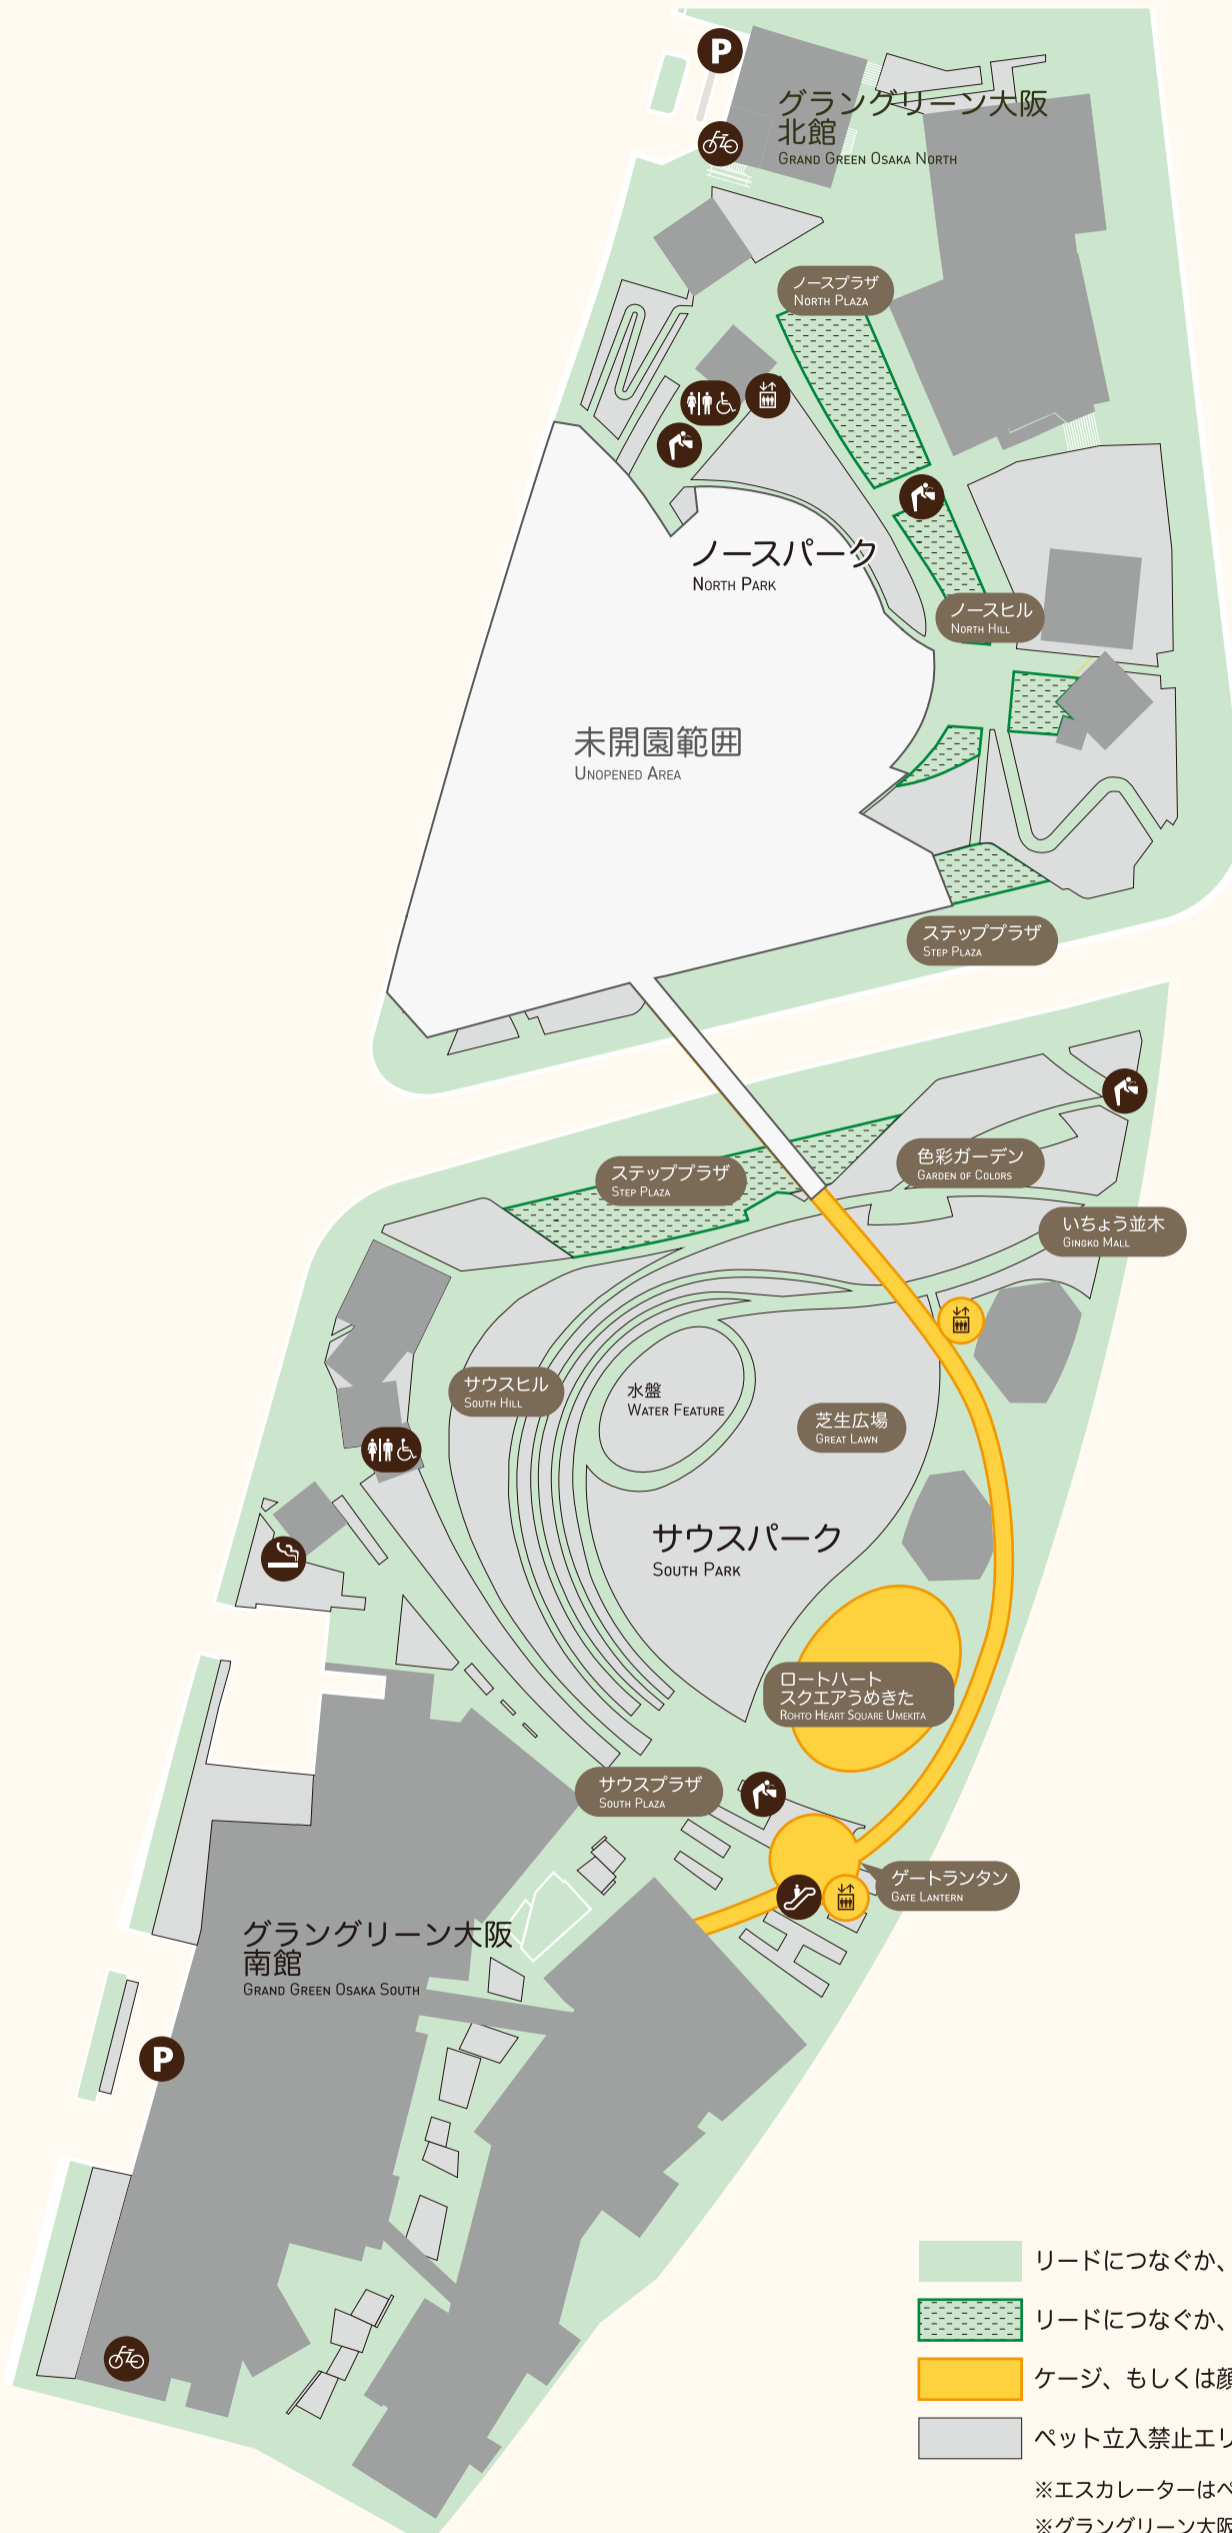 P
グラングリーン大阪
北館
GRAND GREEN OSAKA NORTH
ノースプラザ
NORTH PLAZA
ノースパーク
NORTH PARK
ノースヒル
NORTH HILL
未開園範囲
UNOPENED AREA
ステッププラザ
STEP PLAZA
色彩ガーデン
GARDEN OF COLORS
ステッププラザ
STEP PLAZA
いちょう並木
GINGKO MALL
サウスヒル
SOUTH HILL
水盤
WATER FEATURE
芝生広場
GREAT LAWN
サウスパーク
SOUTH PARK
ロートハート
スクエアうめきた
ROHTO HEART SQUARE UMEKITA
サウスプラザ
SOUTH PLAZA
ゲートランタン
GATE LANTERN
グラングリーン大阪
南館
GRAND GREEN OSAKA SOUTH
P
リードにつなぐか、
リードにつなぐか、
ケージ、もしくは顔
ペット立入禁止エリ
※エスカレーターはペ
※グラングリーン大阪